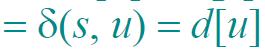 = δ(s, u) = d[u]